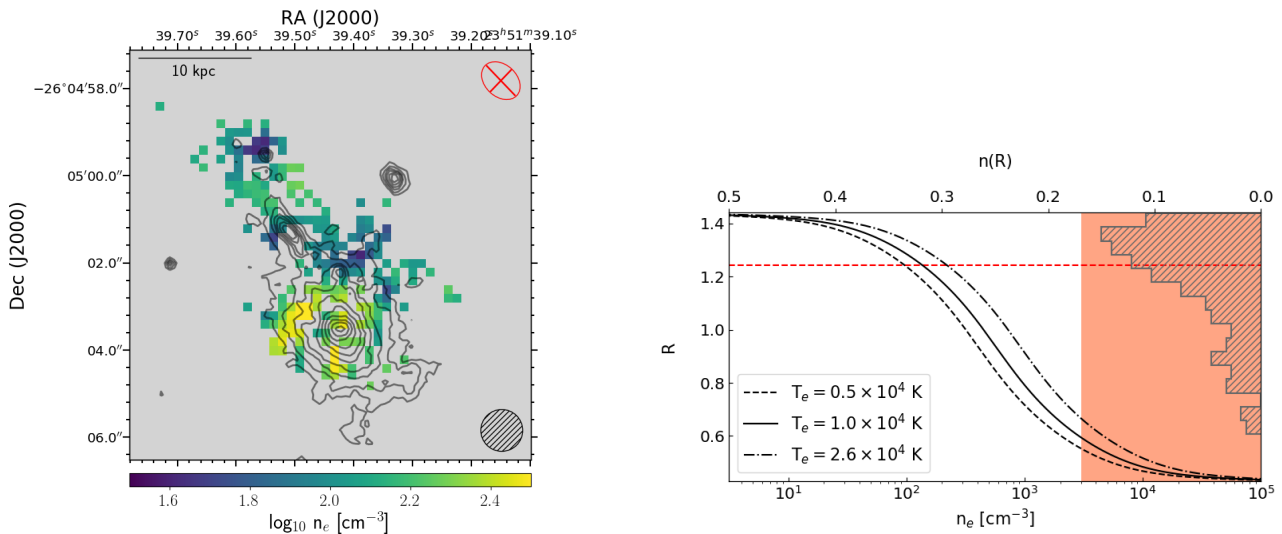 RA (J2000)
39.70ˢ 39.60ˢ 39.50ˢ 39.40ˢ 39.30ˢ 39.20ˢ 23ʰ51ᵐ39.10ˢ
10 kpc
−26°04′58.0″
05′00.0″
02.0″
04.0″
06.0″
Dec (J2000)
1.6 1.8 2.0 2.2 2.4
log₁₀ nₑ [cm⁻³]
n(R)
0.5 0.4 0.3 0.2 0.1 0.0
1.4
1.2
1.0
0.8
0.6
R
Tₑ = 0.5 × 10⁴ K
Tₑ = 1.0 × 10⁴ K
Tₑ = 2.6 × 10⁴ K
10¹ 10² 10³ 10⁴ 10⁵
nₑ [cm⁻³]